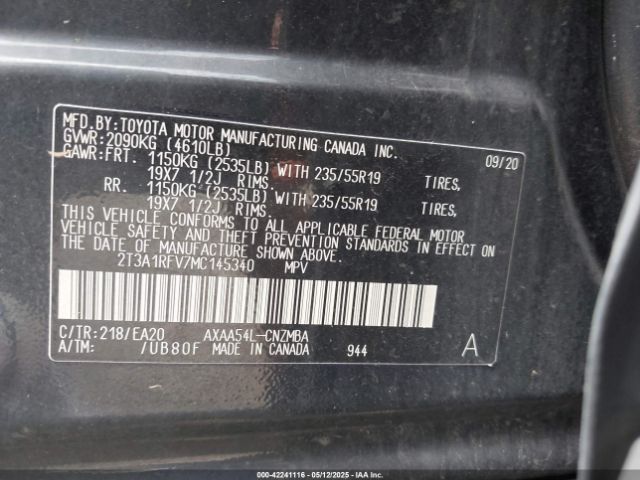 MFD.BY:TOYOTA MOTOR MANUFACTURING CANADA INC.
GVWR:2090KG (4610LB) 09/20
GAWR:FRT. 1150KG (2535LB) WITH 235/55R19 TIRES,
19X7 1/2J RIMS.
RR. 1150KG (2535LB) WITH 235/55R19 TIRES,
19X7 1/2J RIMS.
THIS VEHICLE CONFORMS TO ALL APPLICABLE FEDERAL MOTOR
VEHICLE SAFETY AND THEFT PREVENTION STANDARDS IN EFFECT
ON THE DATE OF MANUFACTURE SHOWN ABOVE.
2T3A1RFV7MC145340 MPV
C/TR:218/EA20 AXAA54L-CNZMBA
A/TM: /UB80F MADE IN CANADA 944 A
000-42241116 - 05/12/2025 - IAAI.COM